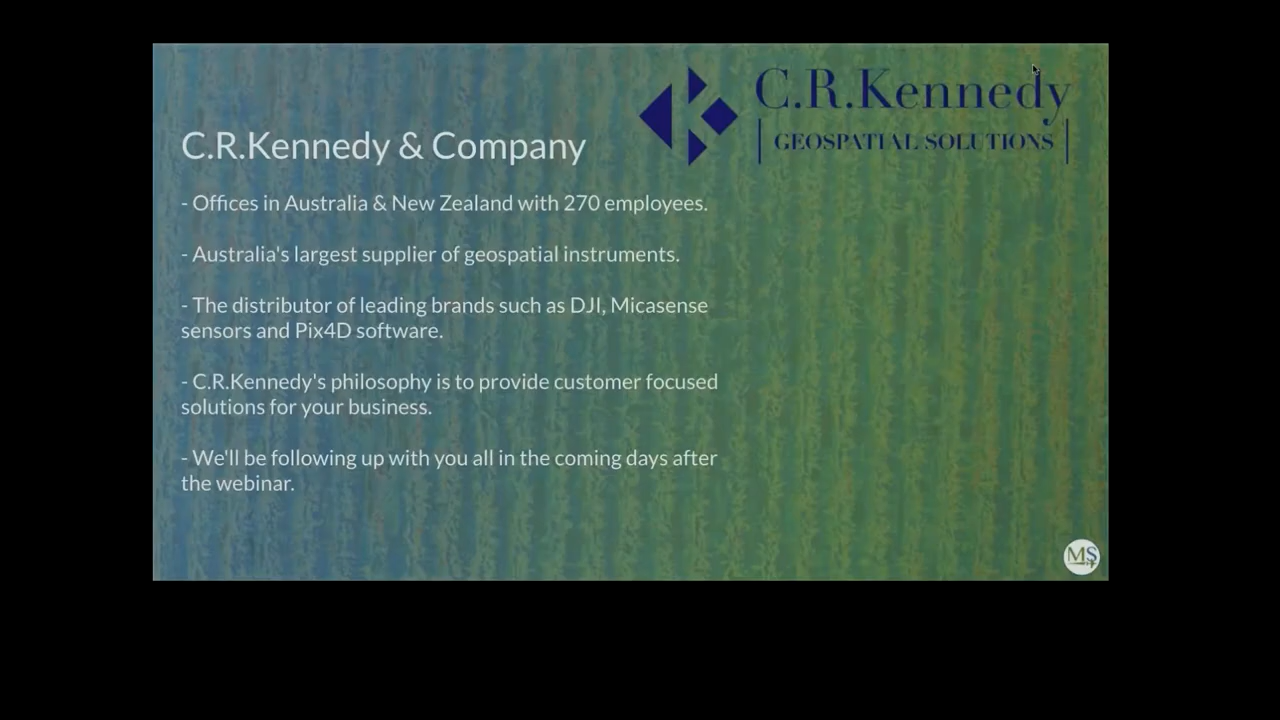 C.R.Kennedy
GEOSPATIAL SOLUTIONS
C.R.Kennedy & Company
- Offices in Australia & New Zealand with 270 employees.
- Australia's largest supplier of geospatial instruments.
- The distributor of leading brands such as DJI, Micasense
sensors and Pix4D software.
- C.R.Kennedy's philosophy is to provide customer focused
solutions for your business.
- We'll be following up with you all in the coming days after
the webinar.
MS